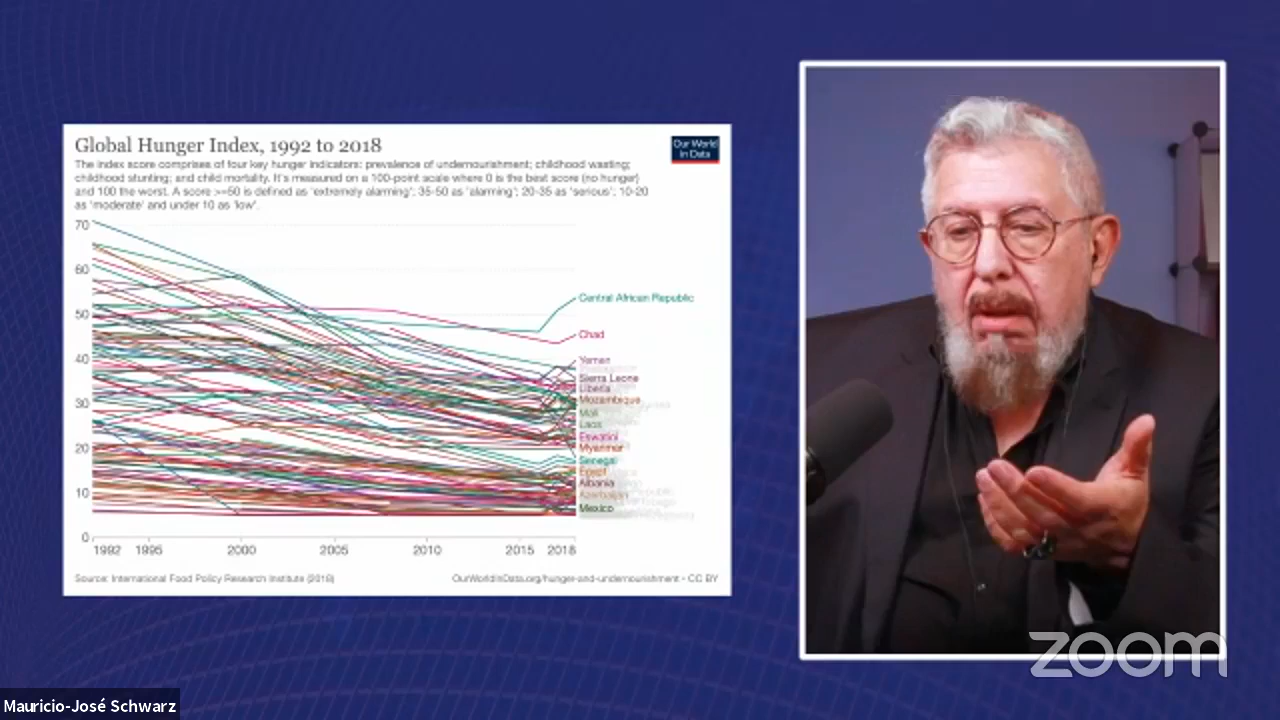 Global Hunger Index, 1992 to 2018
Our World
in Data
The index score comprises of four key hunger indicators: prevalence of undernourishment; childhood wasting;
childhood stunting; and child mortality. It's measured on a 100-point scale where 0 is the best score (no hunger)
and 100 the worst. A score >=50 is defined as 'extremely alarming'; 35-50 as 'alarming'; 20-35 as 'serious'; 10-20
as 'moderate' and under 10 as 'low'.
70
60
50
40
30
20
10
0
Central African Republic
Chad
Yemen
Sierra Leone
Liberia
Mozambique
Mali
Laos
Eswatini
Myanmar
Senegal
Egypt
Albania
Azerbaijan
Mexico
1992 1995 2000 2005 2010 2015 2018
Source: International Food Policy Research Institute (2018)
OurWorldInData.org/hunger-and-undernourishment • CC BY
zoom
Mauricio-José Schwarz